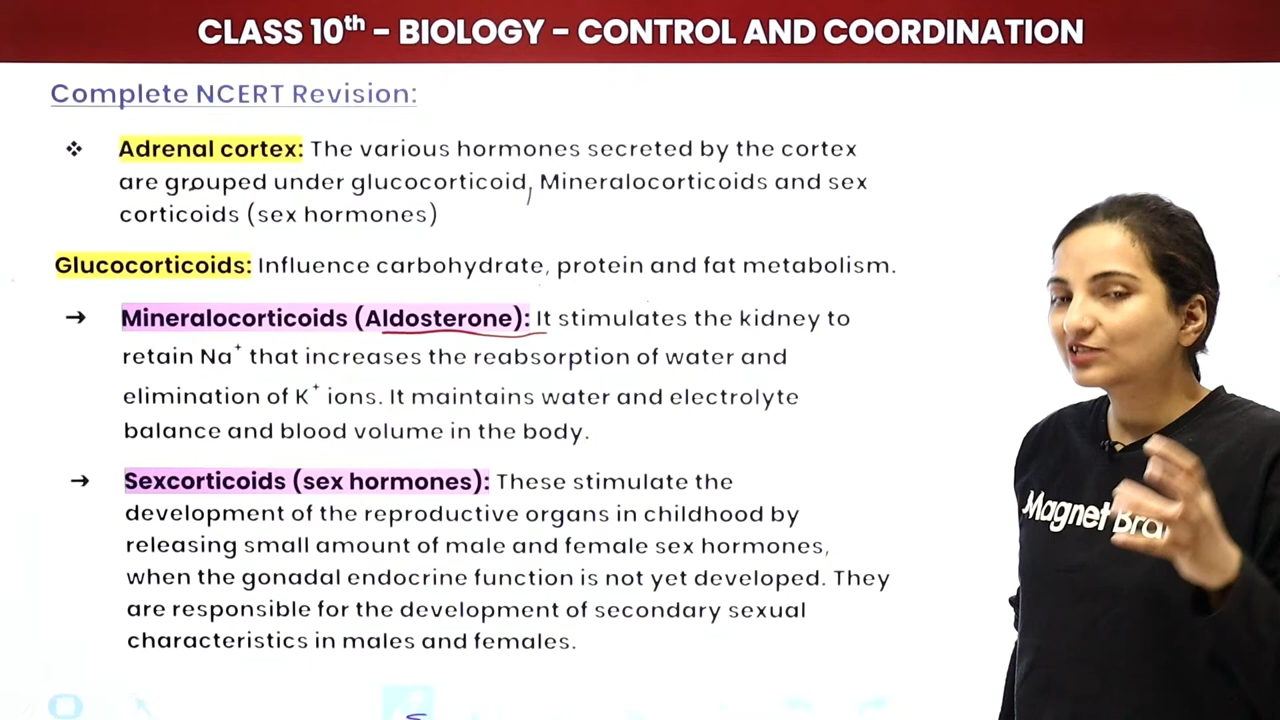 CLASS 10th - BIOLOGY - CONTROL AND COORDINATION
Complete NCERT Revision:
❖ Adrenal cortex: The various hormones secreted by the cortex
are grouped under glucocorticoid, Mineralocorticoids and sex
corticoids (sex hormones)
Glucocorticoids: Influence carbohydrate, protein and fat metabolism.
→ Mineralocorticoids (Aldosterone): It stimulates the kidney to
retain Na⁺ that increases the reabsorption of water and
elimination of K⁺ ions. It maintains water and electrolyte
balance and blood volume in the body.
→ Sexcorticoids (sex hormones): These stimulate the
development of the reproductive organs in childhood by
releasing small amount of male and female sex hormones,
when the gonadal endocrine function is not yet developed. They
are responsible for the development of secondary sexual
characteristics in males and females.
Magnet